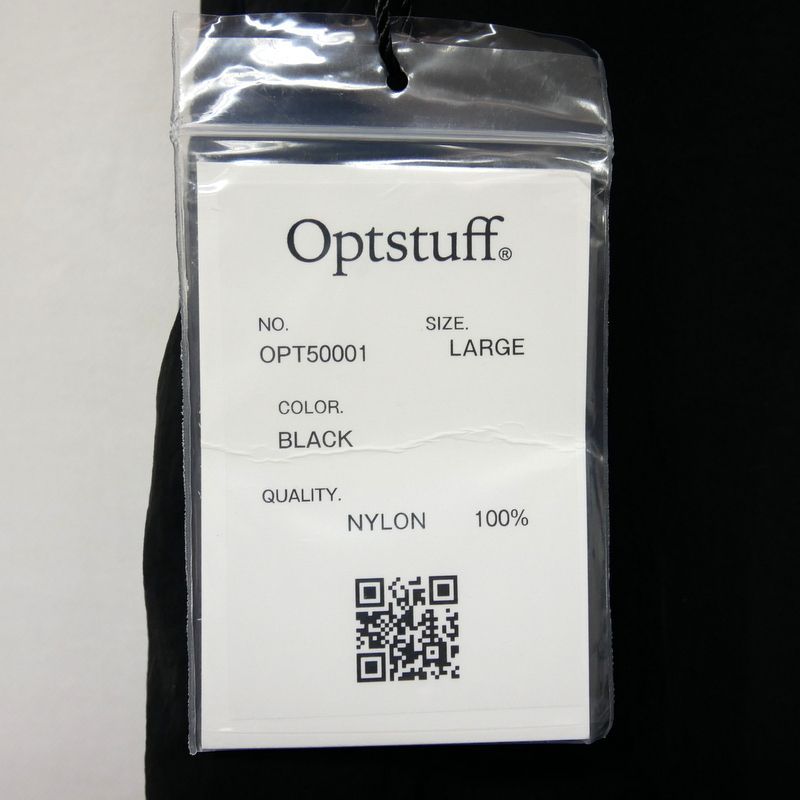 Optstuff®
NO. SIZE.
OPT50001 LARGE
COLOR.
BLACK
QUALITY.
NYLON 100%